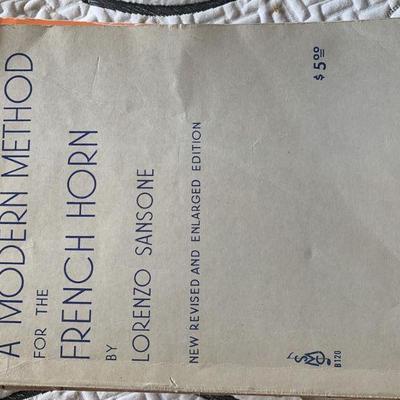 A MODERN METHOD
FOR THE
FRENCH HORN
BY
LORENZO SANSONE
NEW REVISED AND ENLARGED EDITION
$5.00
B120